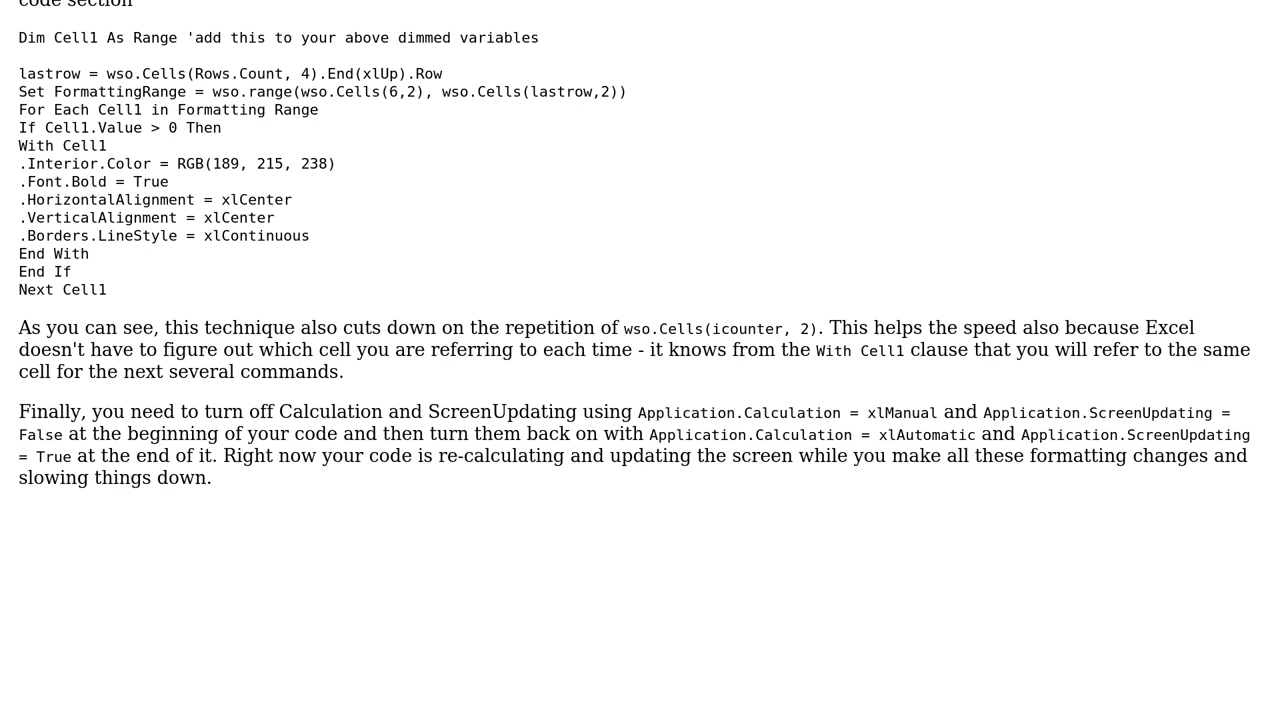 code section
Dim Cell1 As Range 'add this to your above dimmed variables
lastrow = wso.Cells(Rows.Count, 4).End(xlUp).Row
Set FormattingRange = wso.range(wso.Cells(6,2), wso.Cells(lastrow,2))
For Each Cell1 in Formatting Range
If Cell1.Value > 0 Then
With Cell1
.Interior.Color = RGB(189, 215, 238)
.Font.Bold = True
.HorizontalAlignment = xlCenter
.VerticalAlignment = xlCenter
.Borders.LineStyle = xlContinuous
End With
End If
Next Cell1
As you can see, this technique also cuts down on the repetition of wso.Cells(icounter, 2). This helps the speed also because Excel
doesn't have to figure out which cell you are referring to each time - it knows from the With Cell1 clause that you will refer to the same
cell for the next several commands.
Finally, you need to turn off Calculation and ScreenUpdating using Application.Calculation = xlManual and Application.ScreenUpdating =
False at the beginning of your code and then turn them back on with Application.Calculation = xlAutomatic and Application.ScreenUpdating
= True at the end of it. Right now your code is re-calculating and updating the screen while you make all these formatting changes and
slowing things down.